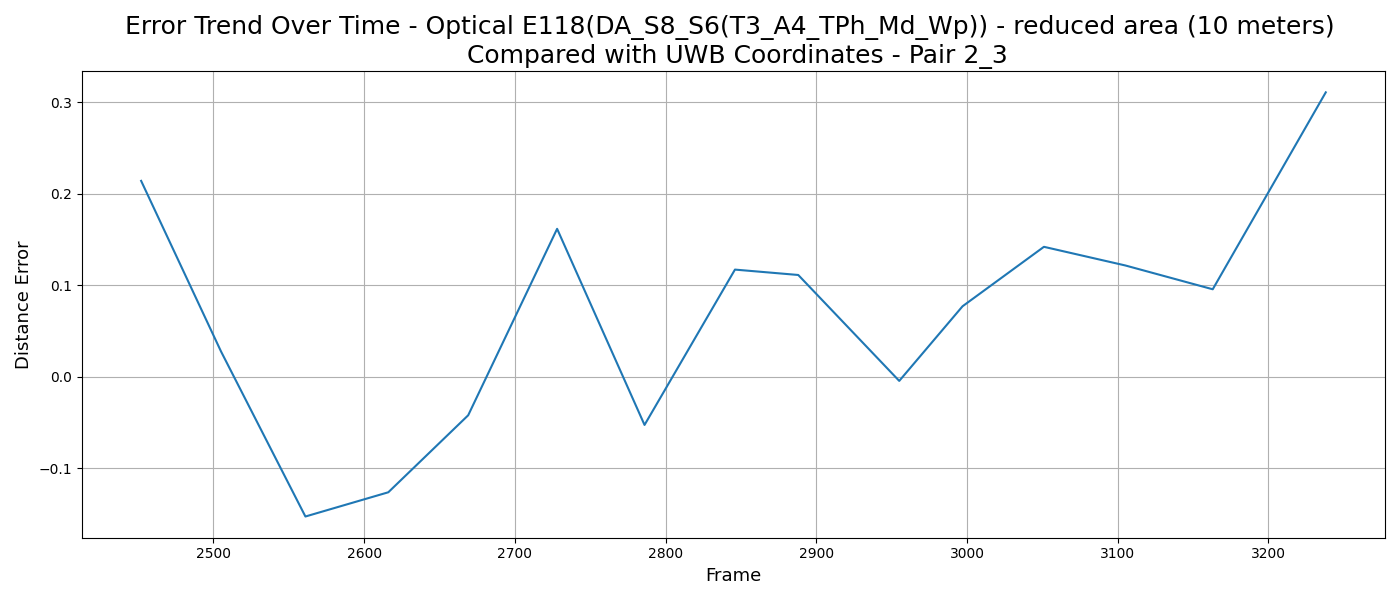 Error Trend Over Time - Optical E118(DA_S8_S6(T3_A4_TPh_Md_Wp)) - reduced area (10 meters)
Compared with UWB Coordinates - Pair 2_3
0.3
0.2
0.1
0.0
−0.1
Distance Error
2500 2600 2700 2800 2900 3000 3100 3200
Frame